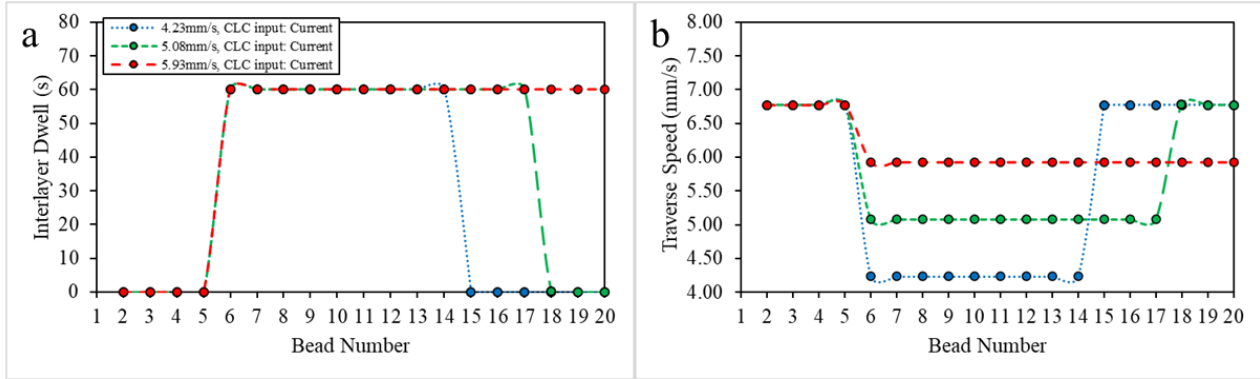 a
Interlayer Dwell (s)
80
70
60
50
40
30
20
10
0
4.23mm/s, CLC input: Current
5.08mm/s, CLC input: Current
5.93mm/s, CLC input: Current
1 2 3 4 5 6 7 8 9 10 11 12 13 14 15 16 17 18 19 20
Bead Number
b
Traverse Speed (mm/s)
8.00
7.50
7.00
6.50
6.00
5.50
5.00
4.50
4.00
1 2 3 4 5 6 7 8 9 10 11 12 13 14 15 16 17 18 19 20
Bead Number